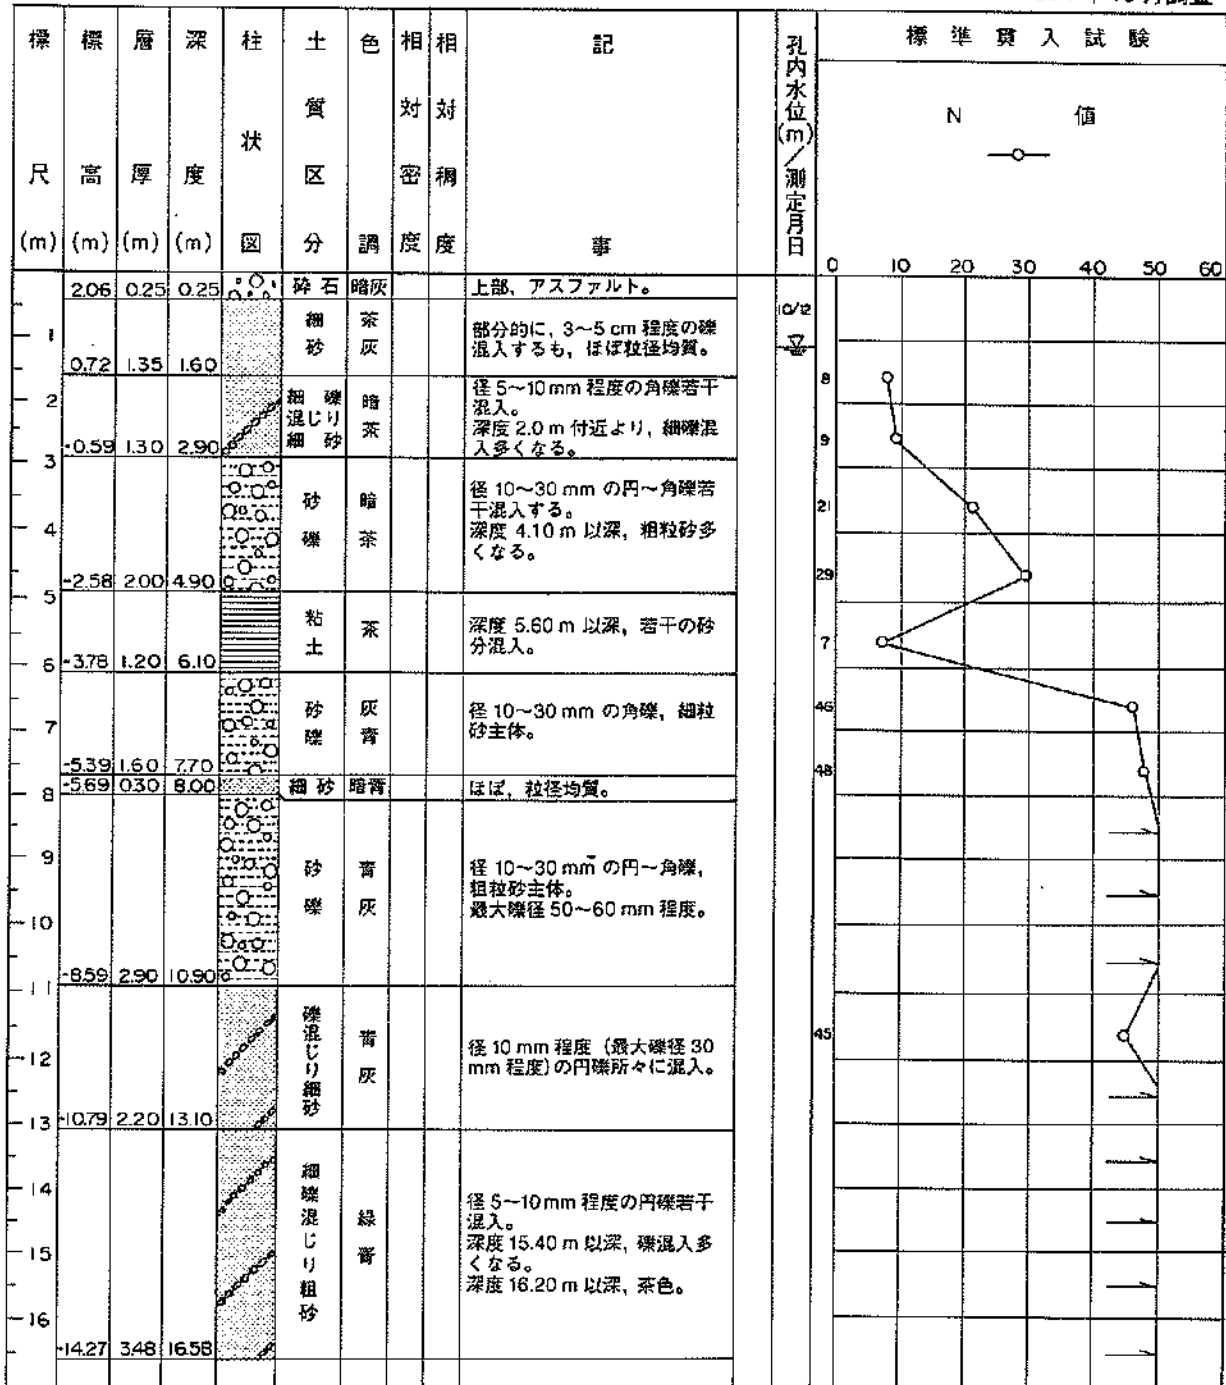 標尺(m)
標高(m)
層厚(m)
深度(m)
柱状図
土質区分
色調
相対密度
相対稠度
記事
孔内水位(m)/測定月日
標準貫入試験
N 値
0 10 20 30 40 50 60
2.06 0.25 0.25 砕石 暗灰 上部、アスファルト。
10/12
1
0.72 1.35 1.60 細砂 茶灰
部分的に、3~5 cm 程度の礫
混入するも、ほぼ粒径均質。
8
2
-0.59 1.30 2.90 細礫混じり細砂 暗茶
径 5~10 mm 程度の角礫若干
混入。
深度 2.0 m 付近より、細礫混
入多くなる。
9
3
4
-2.58 2.00 4.90 砂礫 暗茶
径 10~30 mm の円~角礫若
干混入する。
深度 4.10 m 以深、粗粒砂多
くなる。
21
29
5
6
-3.78 1.20 6.10 粘土 茶
深度 5.60 m 以深、若干の砂
分混入。
7
7
-5.39 1.60 7.70 砂礫 灰青
径 10~30 mm の角礫、細粒
砂主体。
46
48
-5.69 0.30 8.00 細砂 暗青 ほぼ、粒径均質。
8
9
10
-8.59 2.90 10.90 砂礫 青灰
径 10~30 mm の円~角礫、
粗粒砂主体。
最大礫径 50~60 mm 程度。
11
12
13
-10.79 2.20 13.10 礫混じり細砂 青灰
径 10 mm 程度(最大礫径 30
mm 程度)の円礫所々に混入。
45
14
15
16
-14.27 3.48 16.58 細礫混じり粗砂 緑青
径 5~10 mm 程度の円礫若干
混入。
深度 15.40 m 以深、礫混入多
くなる。
深度 16.20 m 以深、茶色。